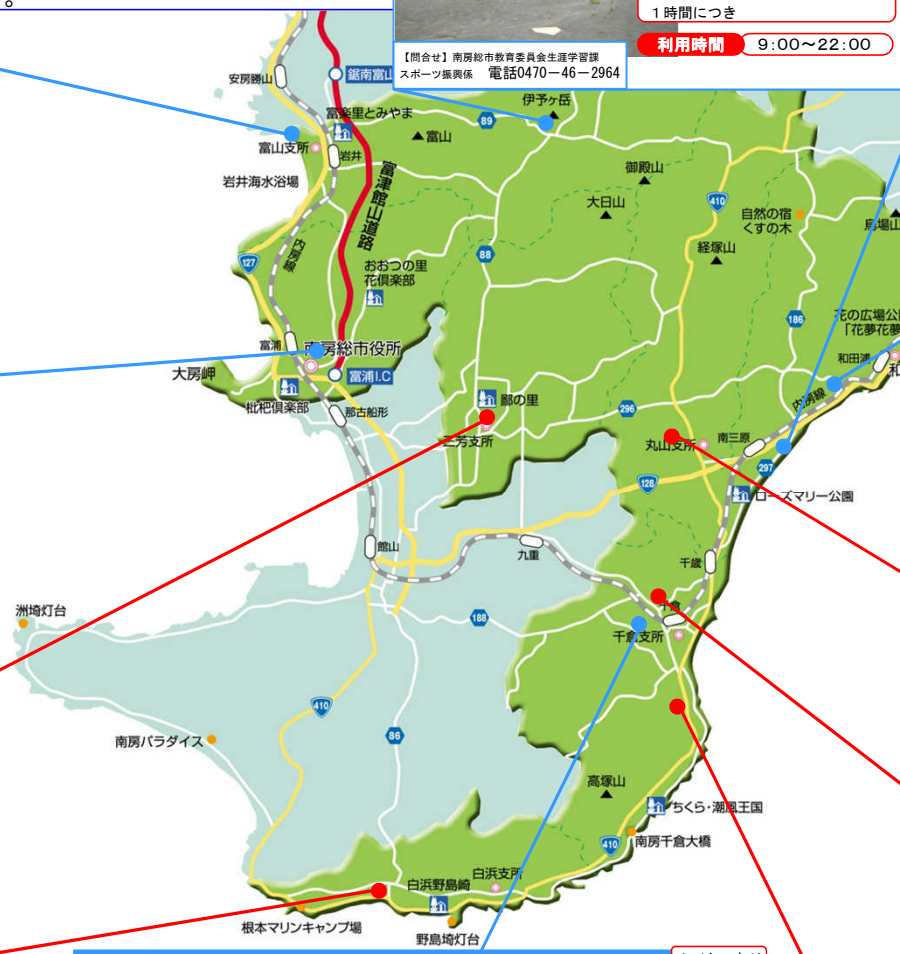 。
１時間につき
利用時間 9:00～22:00
【問合せ】南房総市教育委員会生涯学習課
スポーツ振興係 電話0470－46－2964
安房勝山
鋸南富山
伊予ヶ岳
89
富楽里とみやま
富山
富山支所
岩井
岩井海水浴場
御殿山
410
大日山
自然の宿
くすの木
烏場山
富津館山道路
経塚山
内房線
88
127
おおつの里
花倶楽部
186
花の広場公園
「花夢花夢
富浦
南房総市役所
和田浦
和
大房岬
富浦I.C
内房線
枇杷倶楽部
那古船形
鄙の里
296
三芳支所
丸山支所
南三原
297
128
ローズマリー公園
館山
九重
千歳
洲埼灯台
千倉
188
千倉支所
410
86
南房パラダイス
高塚山
ちくら・潮風王国
410
南房千倉大橋
白浜支所
白浜野島崎
根本マリンキャンプ場
野島埼灯台